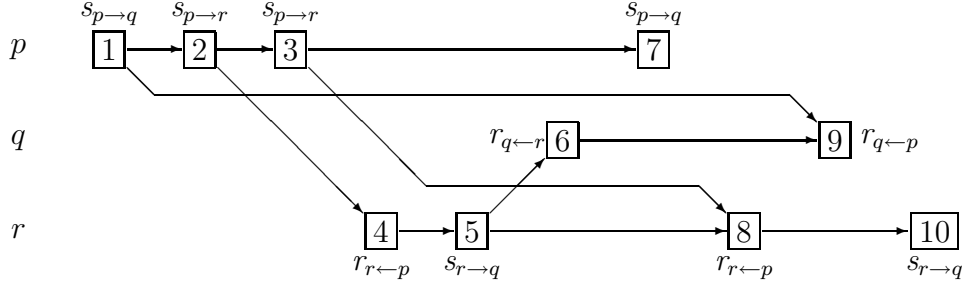 s_{p→q} s_{p→r} s_{p→r} s_{p→q}
p 1 2 3 7
q r_{q←r} 6 9 r_{q←p}
r 4 5 8 10
r_{r←p} s_{r→q} r_{r←p} s_{r→q}